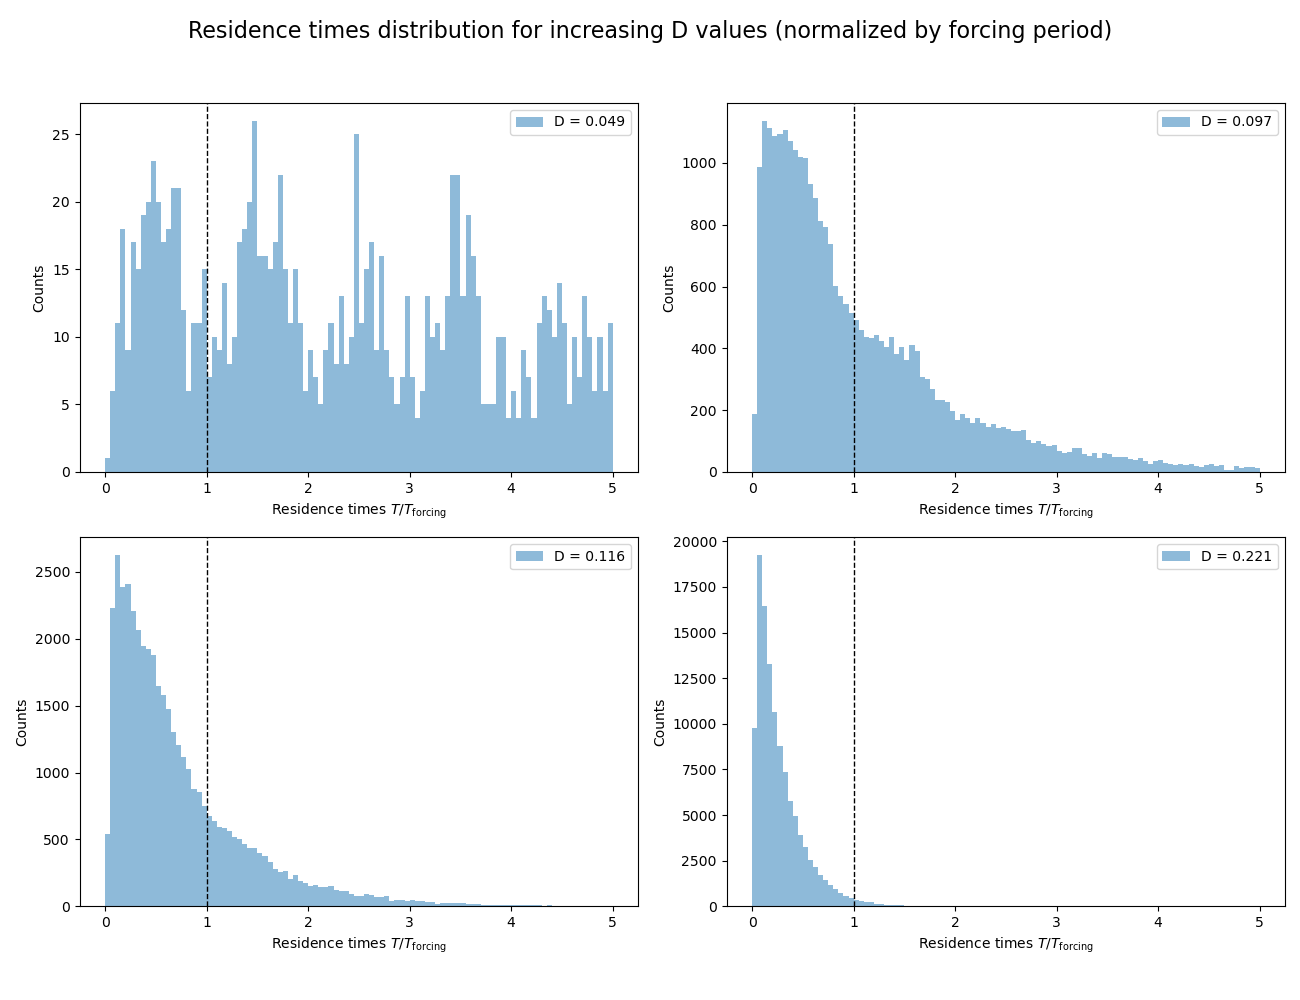 Residence times distribution for increasing D values (normalized by forcing period)
D = 0.049
25
20
15
10
5
0
Counts
0 1 2 3 4 5
Residence times T/T_forcing
D = 0.097
1000
800
600
400
200
0
Counts
0 1 2 3 4 5
Residence times T/T_forcing
D = 0.116
2500
2000
1500
1000
500
0
Counts
0 1 2 3 4 5
Residence times T/T_forcing
D = 0.221
20000
17500
15000
12500
10000
7500
5000
2500
0
Counts
0 1 2 3 4 5
Residence times T/T_forcing